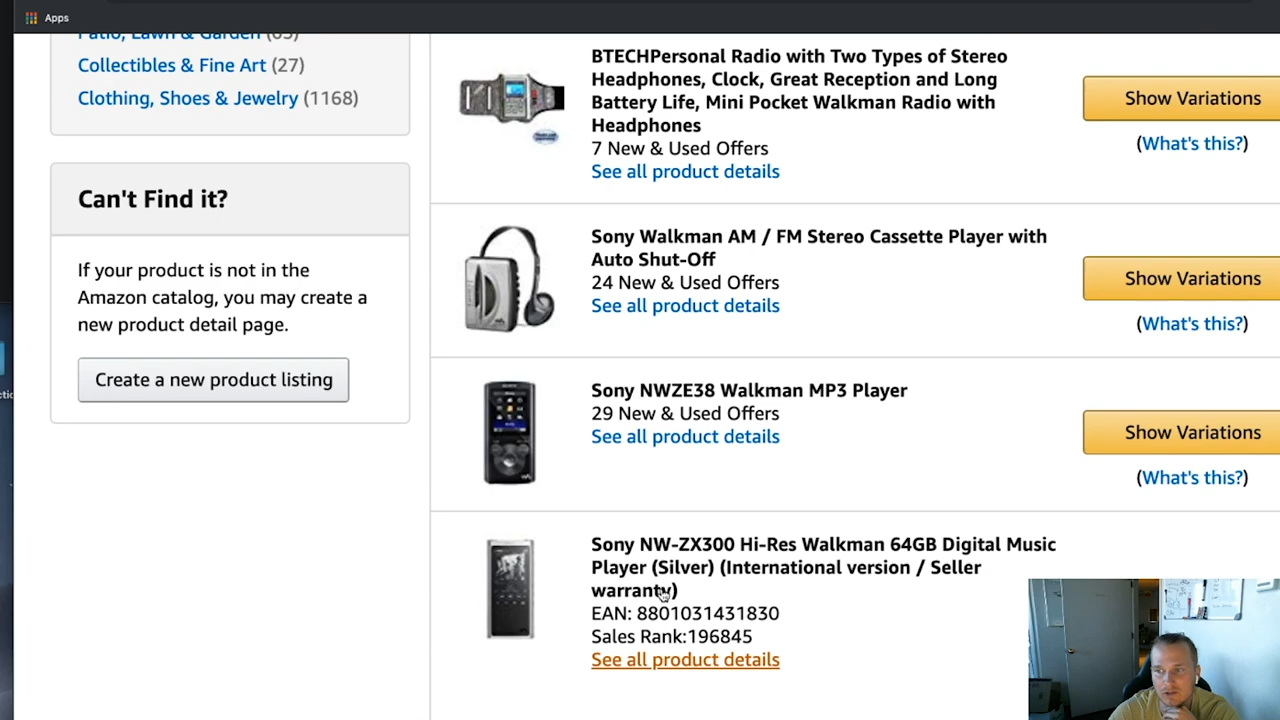 Apps
Patio, Lawn & Garden (65)
Collectibles & Fine Art (27)
Clothing, Shoes & Jewelry (1168)
Can't Find it?
If your product is not in the
Amazon catalog, you may create a
new product detail page.
Create a new product listing
BTECHPersonal Radio with Two Types of Stereo
Headphones, Clock, Great Reception and Long
Battery Life, Mini Pocket Walkman Radio with
Headphones
7 New & Used Offers
See all product details
Show Variations
(What's this?)
Sony Walkman AM / FM Stereo Cassette Player with
Auto Shut-Off
24 New & Used Offers
See all product details
Show Variations
(What's this?)
Sony NWZE38 Walkman MP3 Player
29 New & Used Offers
See all product details
Show Variations
(What's this?)
Sony NW-ZX300 Hi-Res Walkman 64GB Digital Music
Player (Silver) (International version / Seller
warranty)
EAN: 8801031431830
Sales Rank:196845
See all product details